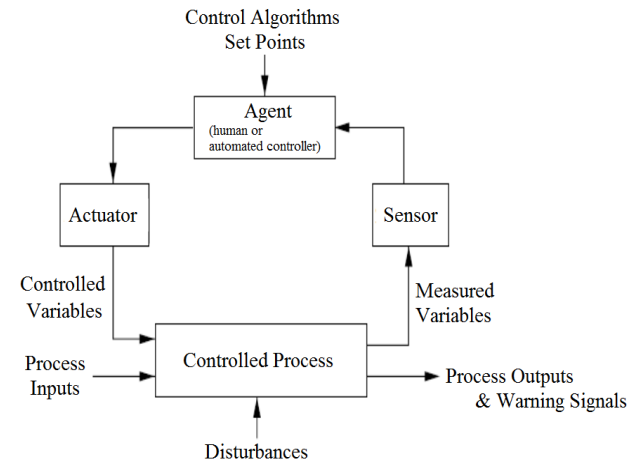 Control Algorithms
Set Points
Agent
(human or
automated controller)
Actuator
Sensor
Controlled
Variables
Measured
Variables
Controlled Process
Process
Inputs
Process Outputs
& Warning Signals
Disturbances